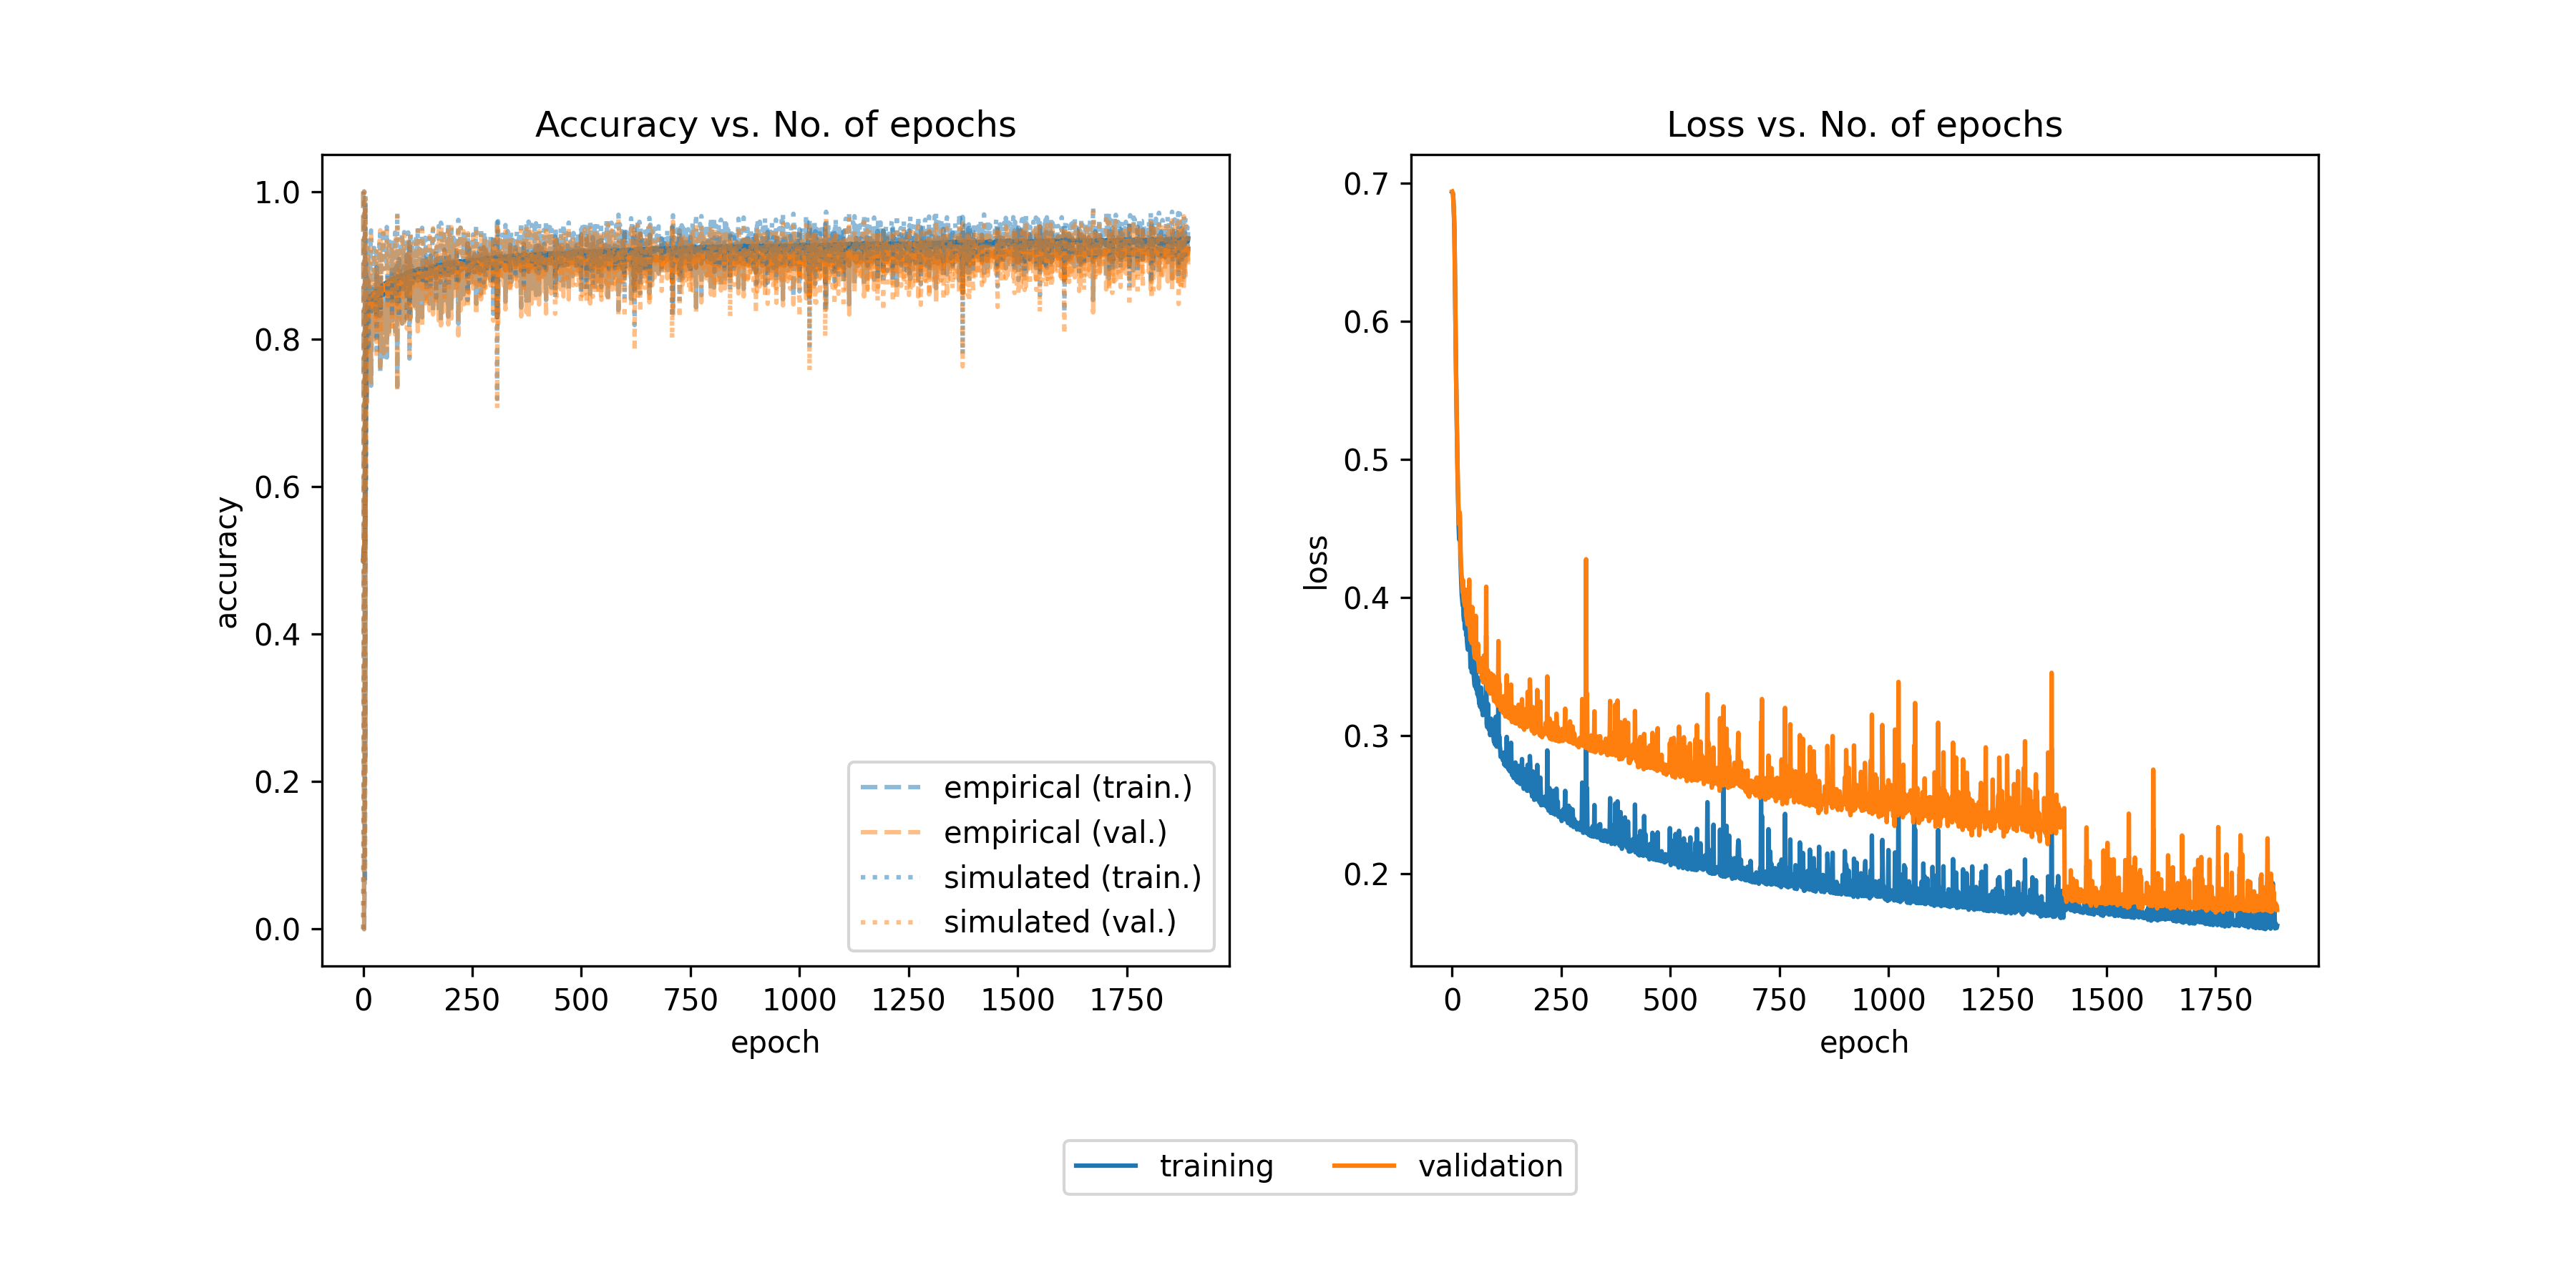 Accuracy vs. No. of epochs
accuracy
1.0
0.8
0.6
0.4
0.2
0.0
empirical (train.)
empirical (val.)
simulated (train.)
simulated (val.)
0 250 500 750 1000 1250 1500 1750
epoch
Loss vs. No. of epochs
loss
0.7
0.6
0.5
0.4
0.3
0.2
0 250 500 750 1000 1250 1500 1750
epoch
training validation